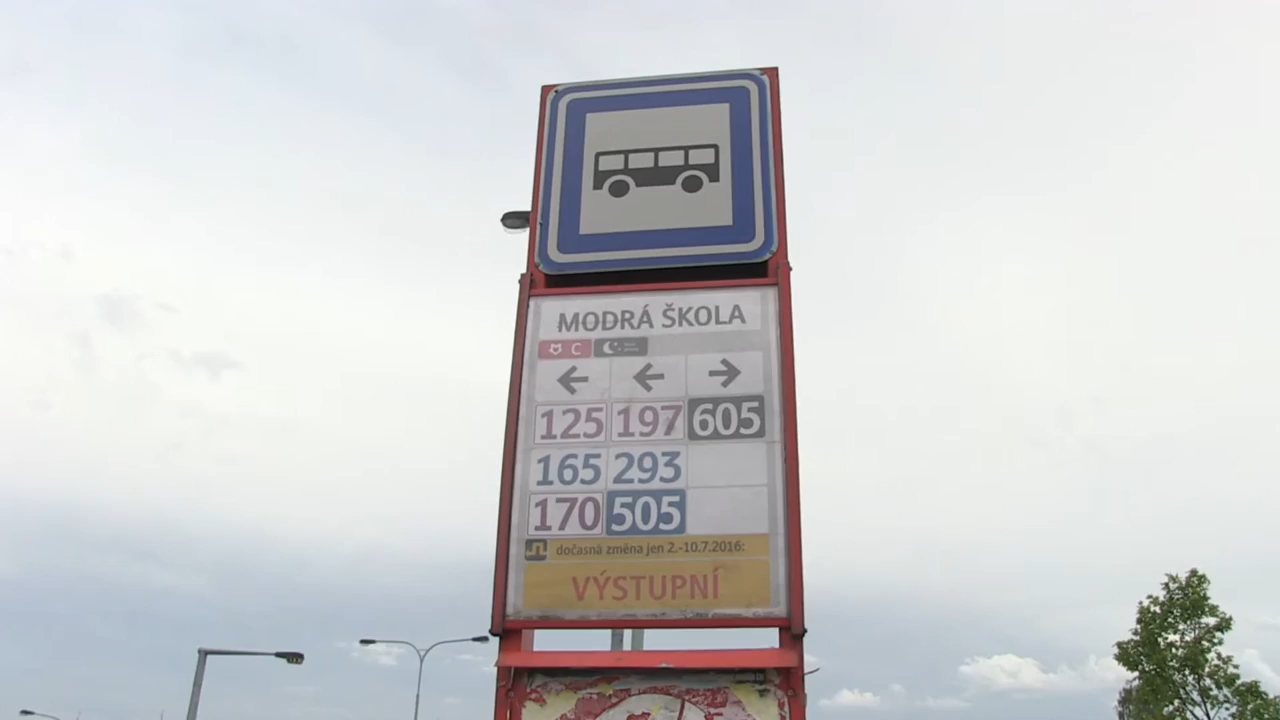 MODRÁ ŠKOLA
C
← ← →
125 197 605
165 293
170 505
dočasná změna jen 2.-10.7.2016:
VÝSTUPNÍ